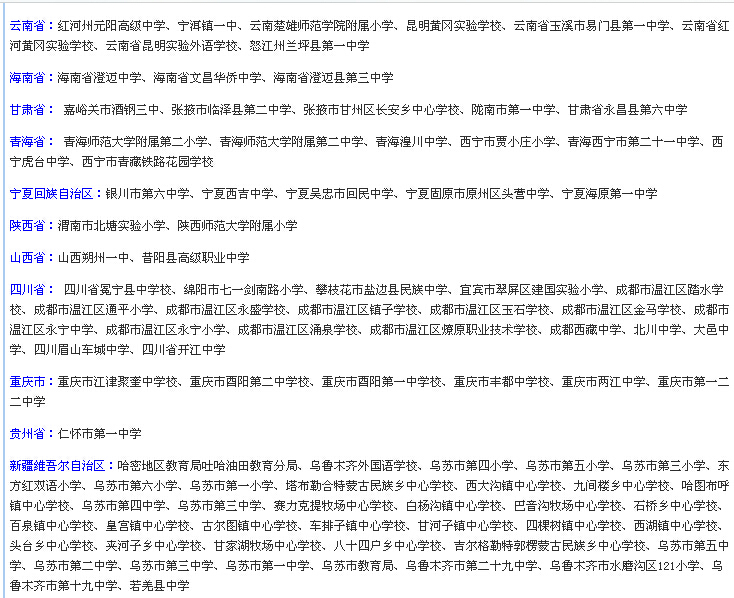 云南省：红河州元阳高级中学、宁洱镇一中、云南楚雄师范学院附属小学、昆明黄冈实验学校、云南省玉溪市易门县第一中学、云南省红
河黄冈实验学校、云南省昆明实验外语学校、怒江州兰坪县第一中学
海南省：海南省澄迈中学、海南省文昌华侨中学、海南省澄迈县第三中学
甘肃省： 嘉峪关市酒钢三中、张掖市临泽县第二中学、张掖市甘州区长安乡中心学校、陇南市第一中学、甘肃省永昌县第六中学
青海省： 青海师范大学附属第二小学、青海师范大学附属第二中学、青海湟川中学、西宁市贾小庄小学、青海西宁市第二十一中学、西
宁虎台中学、西宁市青藏铁路花园学校
宁夏回族自治区：银川市第六中学、宁夏西吉中学、宁夏吴忠市回民中学、宁夏固原市原州区头营中学、宁夏海原第一中学
陕西省：渭南市北塘实验小学、陕西师范大学附属小学
山西省：山西朔州一中、昔阳县高级职业中学
四川省： 四川省冕宁县中学校、绵阳市七一剑南路小学、攀枝花市盐边县民族中学、宜宾市翠屏区建国实验小学、成都市温江区踏水学
校、成都市温江区通平小学、成都市温江区永盛学校、成都市温江区镇子学校、成都市温江区玉石学校、成都市温江区金马学校、成都市
温江区永宁中学、成都市温江区永宁小学、成都市温江区涌泉学校、成都市温江区燎原职业技术学校、成都西藏中学、北川中学、大邑中
学、四川眉山车城中学、四川省开江中学
重庆市：重庆市江津聚奎中学校、重庆市酉阳第二中学校、重庆市酉阳第一中学校、重庆市丰都中学校、重庆市两江中学、重庆市第一二
二中学
贵州省：仁怀市第一中学
新疆维吾尔自治区：哈密地区教育局吐哈油田教育分局、乌鲁木齐外国语学校、乌苏市第四小学、乌苏市第五小学、乌苏市第三小学、东
方红双语小学、乌苏市第六小学、乌苏市第一小学、塔布勒合特蒙古民族乡中心学校、西大沟镇中心学校、九间楼乡中心学校、哈图布呼
镇中心学校、乌苏市第四中学、乌苏市第三中学、赛力克提牧场中心学校、白杨沟镇中心学校、巴音沟牧场中心学校、石桥乡中心学校、
百泉镇中心学校、皇宫镇中心学校、古尔图镇中心学校、车排子镇中心学校、甘河子镇中心学校、四棵树镇中心学校、西湖镇中心学校、
头台乡中心学校、夹河子乡中心学校、甘家湖牧场中心学校、八十四户乡中心学校、吉尔格勒特郭楞蒙古民族乡中心学校、乌苏市第五中
学、乌苏市第二中学、乌苏市第三中学、乌苏市第一中学、乌苏市教育局、乌鲁木齐市第二十九中学、乌鲁木齐市水磨沟区121小学、乌
鲁木齐市第十九中学、若羌县中学